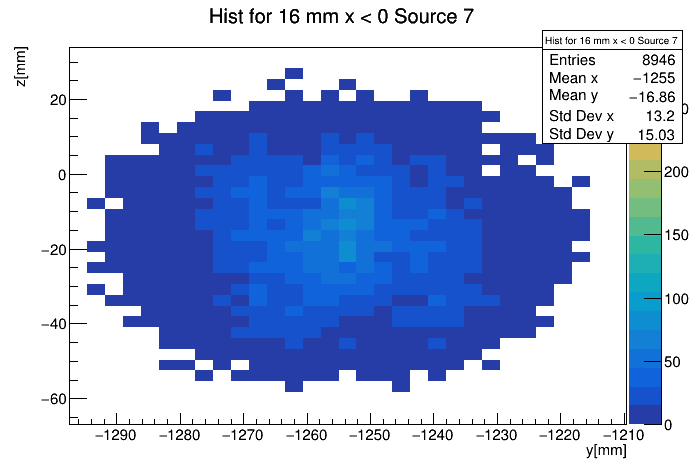 Hist for 16 mm x < 0 Source 7
Hist for 16 mm x < 0 Source 7
Entries 8946
Mean x −1255
Mean y −16.86
Std Dev x 13.2
Std Dev y 15.03
z[mm]
20
0
−20
−40
−60
−1290 −1280 −1270 −1260 −1250 −1240 −1230 −1220 −1210
y[mm]
0
200
150
100
50
0